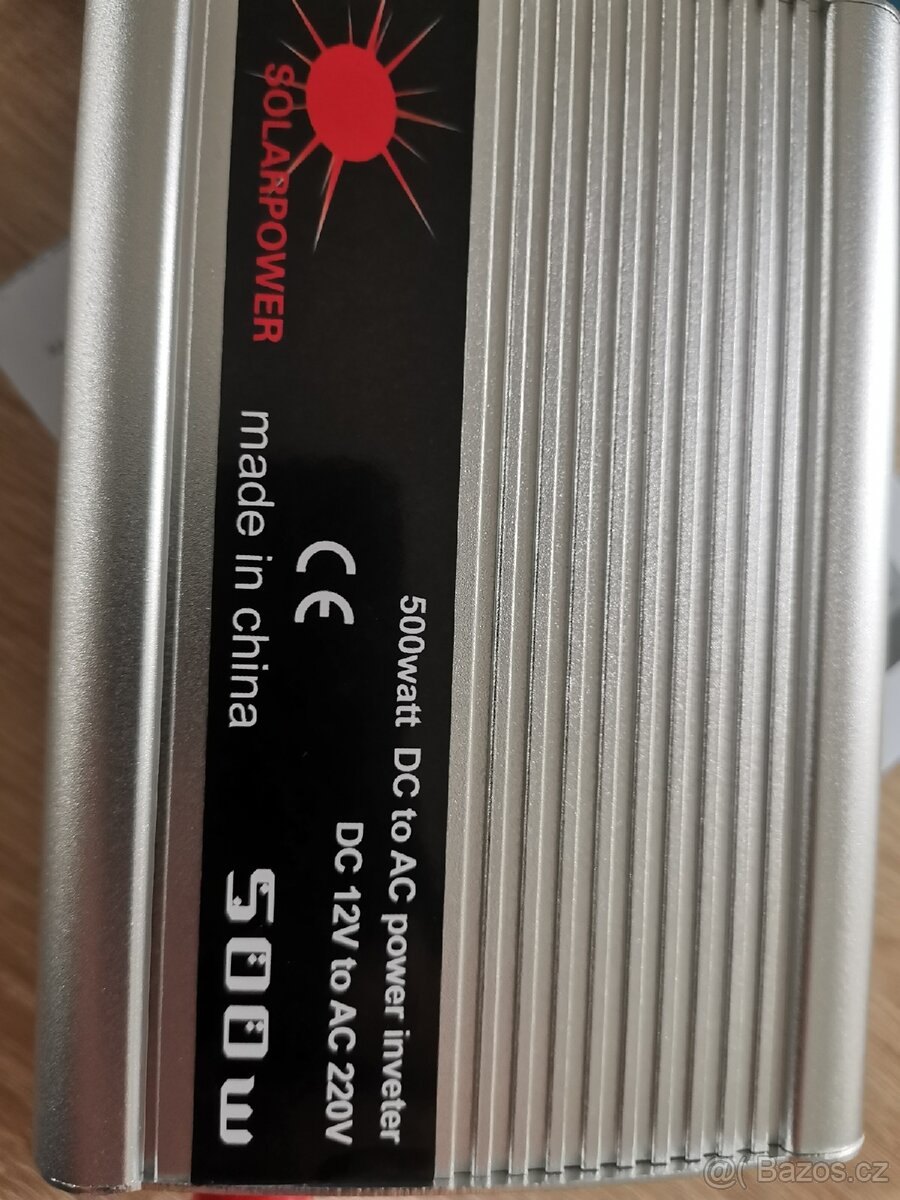 SOLARPOWER
500watt DC to AC power inveter
DC 12V to AC 220V
CE
made in china
500W
@( Bazos.cz